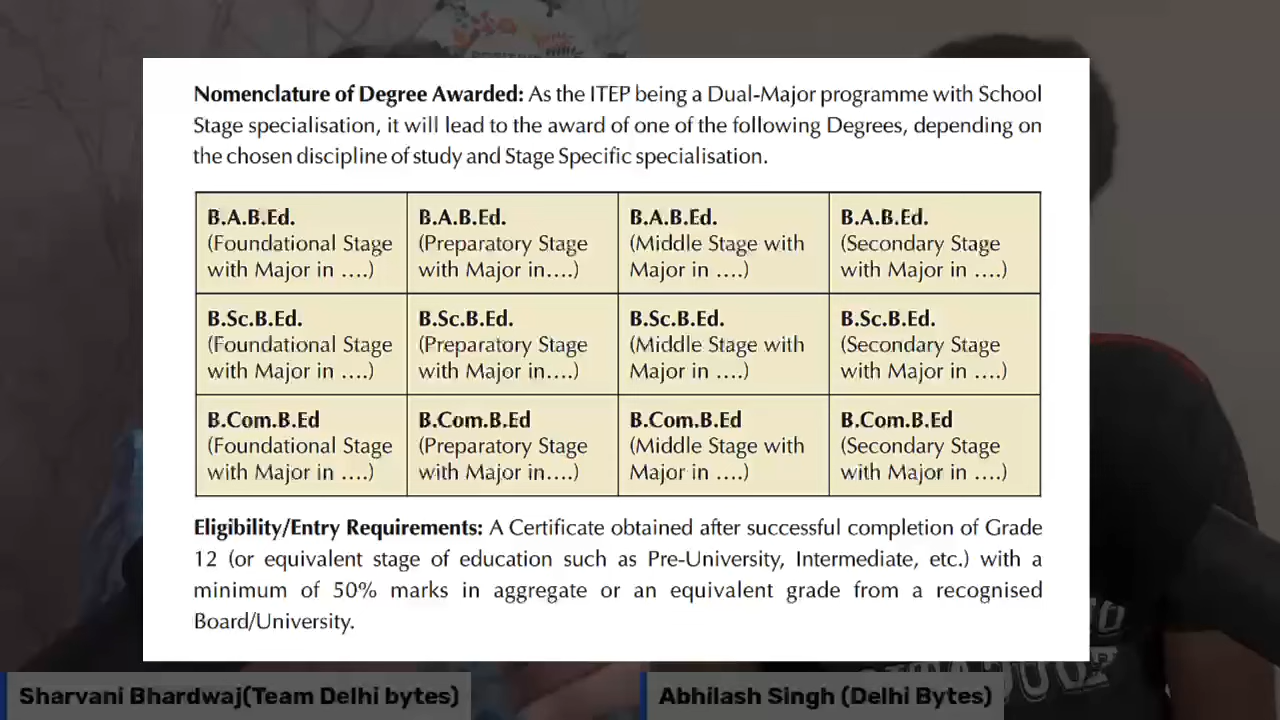 Nomenclature of Degree Awarded: As the ITEP being a Dual-Major programme with School
Stage specialisation, it will lead to the award of one of the following Degrees, depending on
the chosen discipline of study and Stage Specific specialisation.
B.A.B.Ed.
(Foundational Stage
with Major in ….)
B.A.B.Ed.
(Preparatory Stage
with Major in….)
B.A.B.Ed.
(Middle Stage with
Major in ….)
B.A.B.Ed.
(Secondary Stage
with Major in ….)
B.Sc.B.Ed.
(Foundational Stage
with Major in ….)
B.Sc.B.Ed.
(Preparatory Stage
with Major in….)
B.Sc.B.Ed.
(Middle Stage with
Major in ….)
B.Sc.B.Ed.
(Secondary Stage
with Major in ….)
B.Com.B.Ed
(Foundational Stage
with Major in ….)
B.Com.B.Ed
(Preparatory Stage
with Major in….)
B.Com.B.Ed
(Middle Stage with
Major in ….)
B.Com.B.Ed
(Secondary Stage
with Major in ….)
Eligibility/Entry Requirements: A Certificate obtained after successful completion of Grade
12 (or equivalent stage of education such as Pre-University, Intermediate, etc.) with a
minimum of 50% marks in aggregate or an equivalent grade from a recognised
Board/University.
Sharvani Bhardwaj(Team Delhi bytes)
Abhilash Singh (Delhi Bytes)